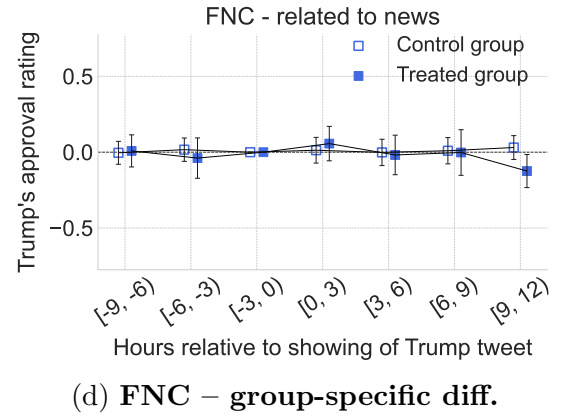 FNC - related to news
Control group
Treated group
Trump's approval rating
0.5
0.0
−0.5
[-9, -6)
[-6, -3)
[-3, 0)
[0, 3)
[3, 6)
[6, 9)
[9, 12)
Hours relative to showing of Trump tweet
(d) FNC – group-specific diff.